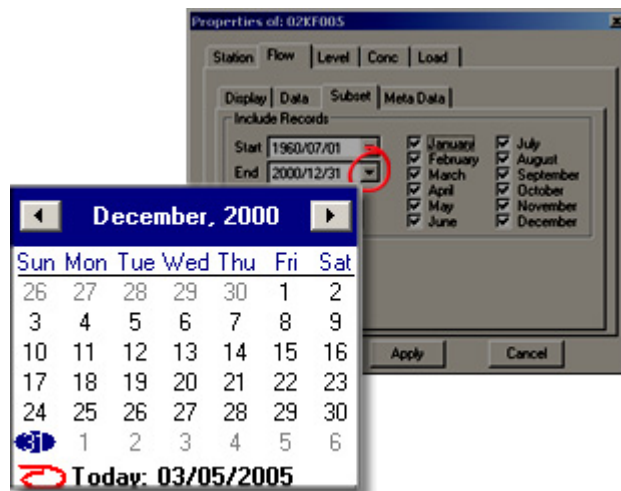 Properties of: 02KF005
Station Flow Level Conc Load
Display Data Subset Meta Data
Include Records
Start 1960/07/01
End 2000/12/31
January
February
March
April
May
June
July
August
September
October
November
December
Apply Cancel
December, 2000
Sun Mon Tue Wed Thu Fri Sat
26 27 28 29 30 1 2
3 4 5 6 7 8 9
10 11 12 13 14 15 16
17 18 19 20 21 22 23
24 25 26 27 28 29 30
31 1 2 3 4 5 6
Today: 03/05/2005